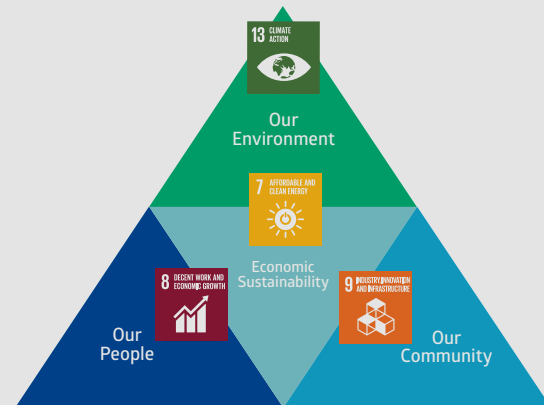 13 CLIMATE
ACTION
Our
Environment
7 AFFORDABLE AND
CLEAN ENERGY
Economic
Sustainability
8 DECENT WORK AND
ECONOMIC GROWTH
9 INDUSTRY, INNOVATION
AND INFRASTRUCTURE
Our
People
Our
Community